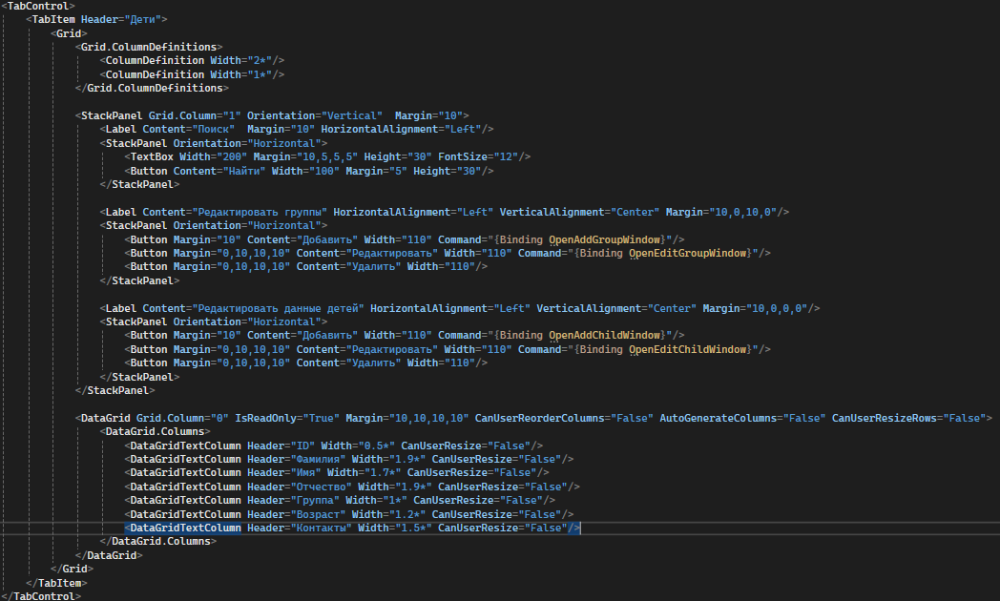 <TabControl>
<TabItem Header="Дети">
<Grid>
<Grid.ColumnDefinitions>
<ColumnDefinition Width="2*"/>
<ColumnDefinition Width="1*"/>
</Grid.ColumnDefinitions>
<StackPanel Grid.Column="1" Orientation="Vertical"  Margin="10">
<Label Content="Поиск"  Margin="10" HorizontalAlignment="Left"/>
<StackPanel Orientation="Horizontal">
<TextBox Width="200" Margin="10,5,5,5" Height="30" FontSize="12"/>
<Button Content="Найти" Width="100" Margin="5" Height="30"/>
</StackPanel>
<Label Content="Редактировать группы" HorizontalAlignment="Left" VerticalAlignment="Center" Margin="10,0,10,0"/>
<StackPanel Orientation="Horizontal">
<Button Margin="10" Content="Добавить" Width="110" Command="{Binding OpenAddGroupWindow}"/>
<Button Margin="0,10,10,10" Content="Редактировать" Width="110" Command="{Binding OpenEditGroupWindow}"/>
<Button Margin="0,10,10,10" Content="Удалить" Width="110"/>
</StackPanel>
<Label Content="Редактировать данные детей" HorizontalAlignment="Left" VerticalAlignment="Center" Margin="10,0,0,0"/>
<StackPanel Orientation="Horizontal">
<Button Margin="10" Content="Добавить" Width="110" Command="{Binding OpenAddChildWindow}"/>
<Button Margin="0,10,10,10" Content="Редактировать" Width="110" Command="{Binding OpenEditChildWindow}"/>
<Button Margin="0,10,10,10" Content="Удалить" Width="110"/>
</StackPanel>
</StackPanel>
<DataGrid Grid.Column="0" IsReadOnly="True" Margin="10,10,10,10" CanUserReorderColumns="False" AutoGenerateColumns="False" CanUserResizeRows="False">
<DataGrid.Columns>
<DataGridTextColumn Header="ID" Width="0.5*" CanUserResize="False"/>
<DataGridTextColumn Header="Фамилия" Width="1.9*" CanUserResize="False"/>
<DataGridTextColumn Header="Имя" Width="1.7*" CanUserResize="False"/>
<DataGridTextColumn Header="Отчество" Width="1.9*" CanUserResize="False"/>
<DataGridTextColumn Header="Группа" Width="1*" CanUserResize="False"/>
<DataGridTextColumn Header="Возраст" Width="1.2*" CanUserResize="False"/>
<DataGridTextColumn Header="Контакты" Width="1.5*" CanUserResize="False"/>
</DataGrid.Columns>
</DataGrid>
</Grid>
</TabItem>
</TabControl>